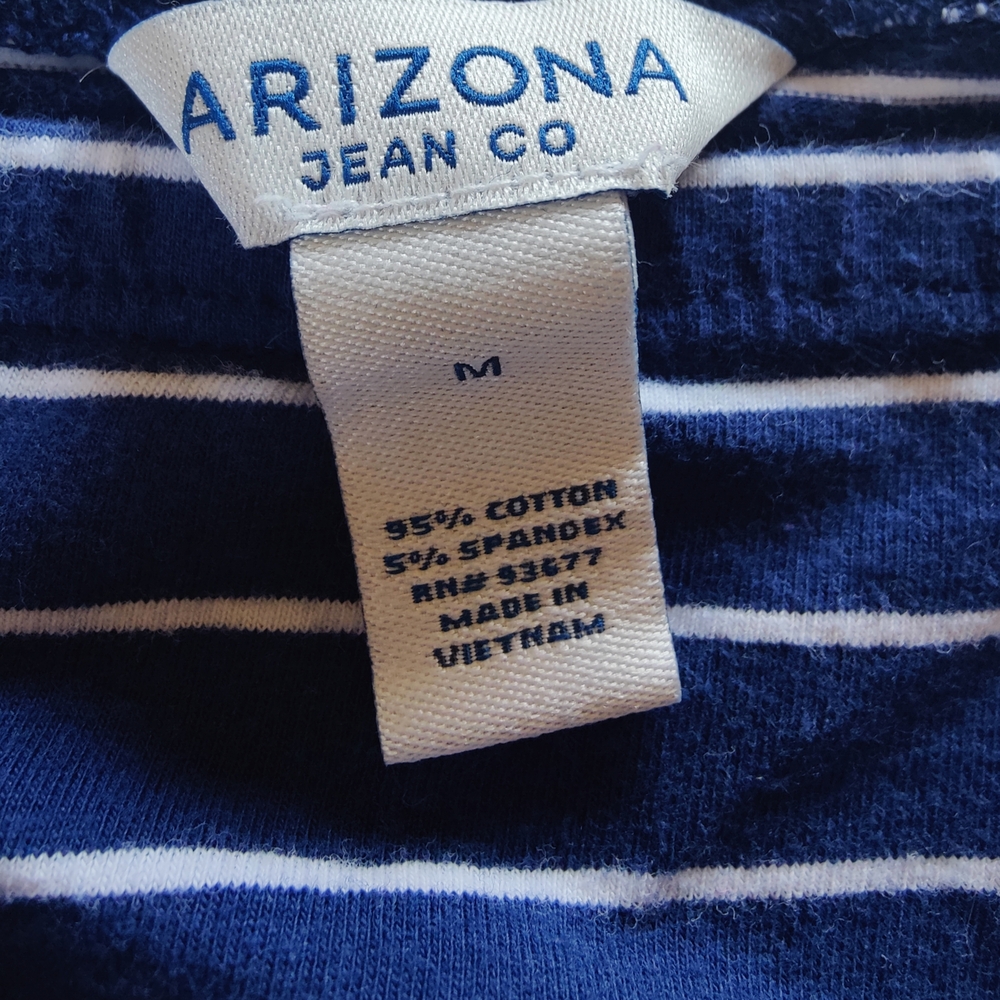 ARIZONA
JEAN CO
M
95% COTTON
5% SPANDEX
RN# 93677
MADE IN
VIETNAM